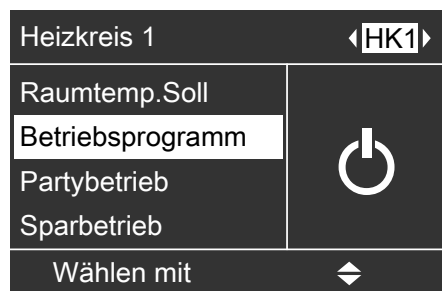 Heizkreis 1 HK1
Raumtemp.Soll
Betriebsprogramm
Partybetrieb
Sparbetrieb
Wählen mit